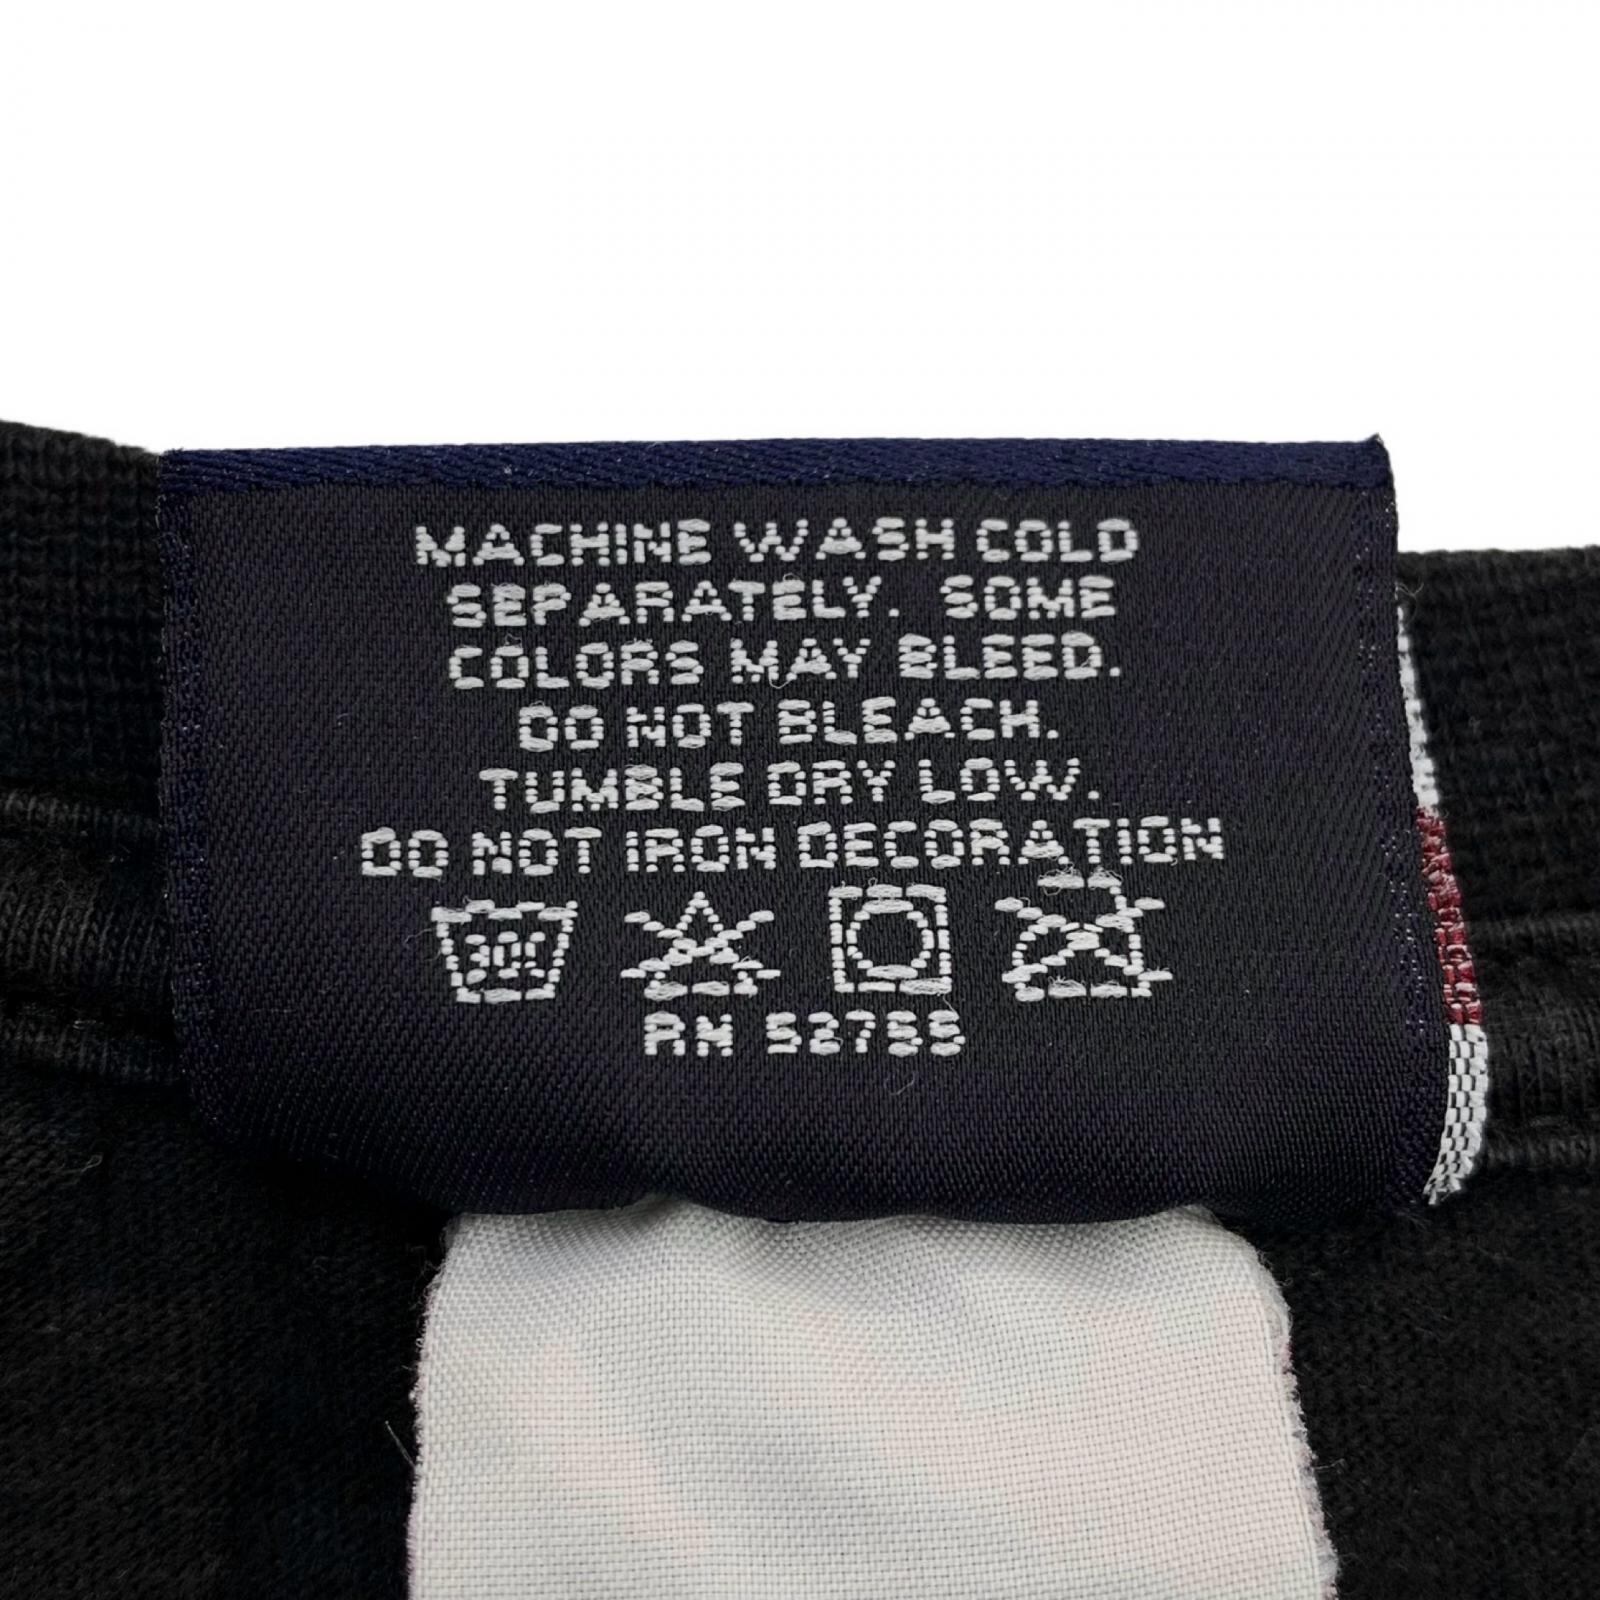 MACHINE WASH COLD
SEPARATELY. SOME
COLORS MAY BLEED.
DO NOT BLEACH.
TUMBLE DRY LOW.
DO NOT IRON DECORATION
30C
RN 52755